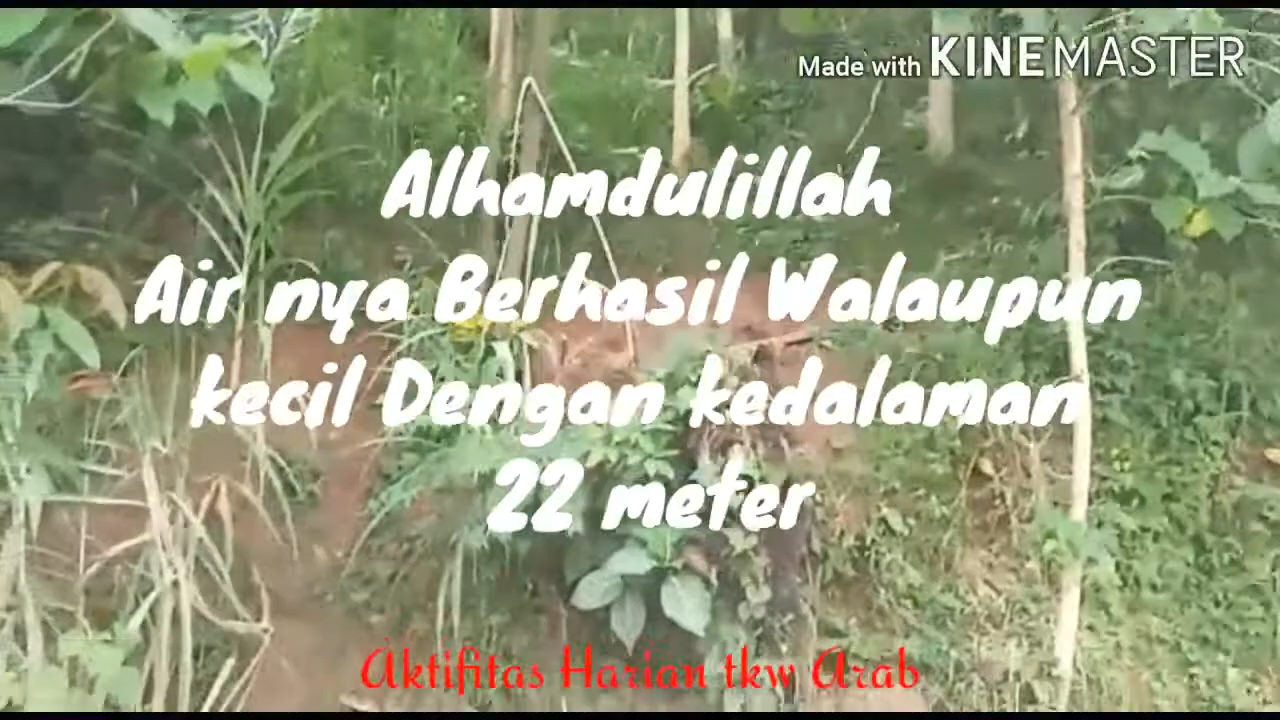 Made with KINEMASTER
Alhamdulillah
Air nya Berhasil Walaupun
kecil Dengan kedalaman
22 meter
Aktifitas Harian tkw Arab